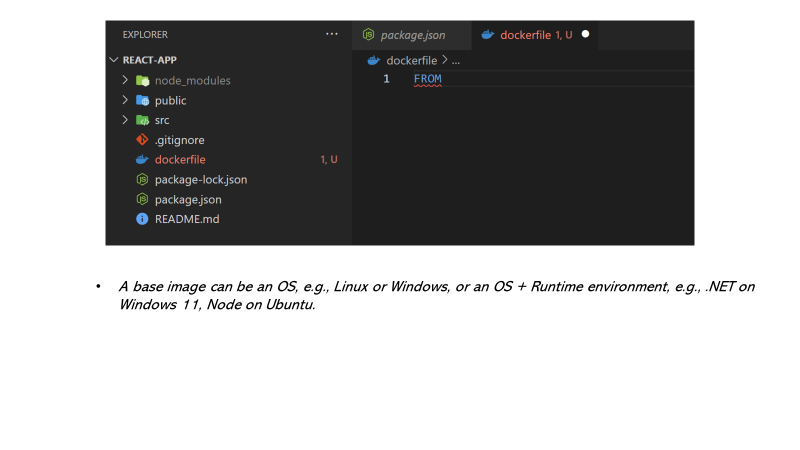 EXPLORER
...
REACT-APP
node_modules
public
src
.gitignore
dockerfile 1, U
package-lock.json
package.json
README.md
package.json
dockerfile 1, U
dockerfile > ...
1 FROM
• A base image can be an OS, e.g., Linux or Windows, or an OS + Runtime environment, e.g., .NET on
Windows 11, Node on Ubuntu.